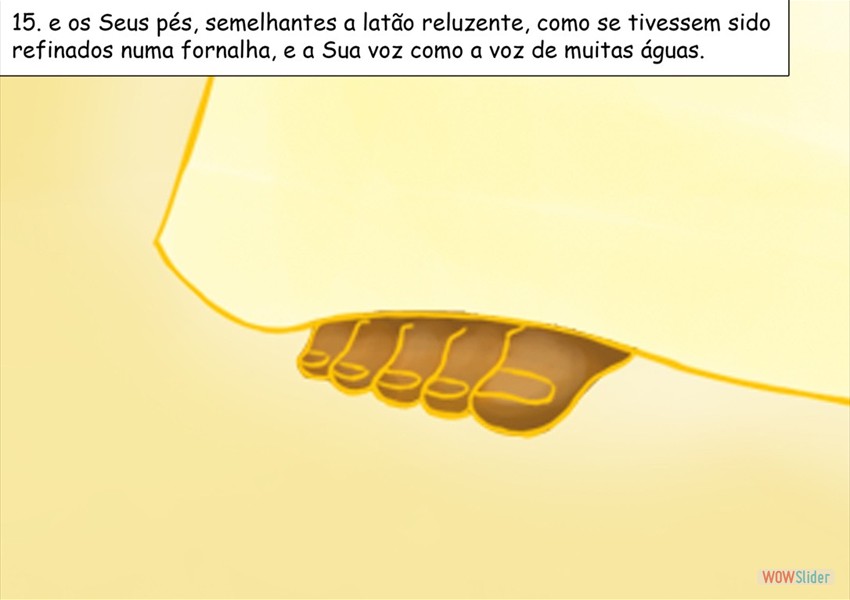 15. e os Seus pés, semelhantes a latão reluzente, como se tivessem sido
refinados numa fornalha, e a Sua voz como a voz de muitas águas.
WOWSlider